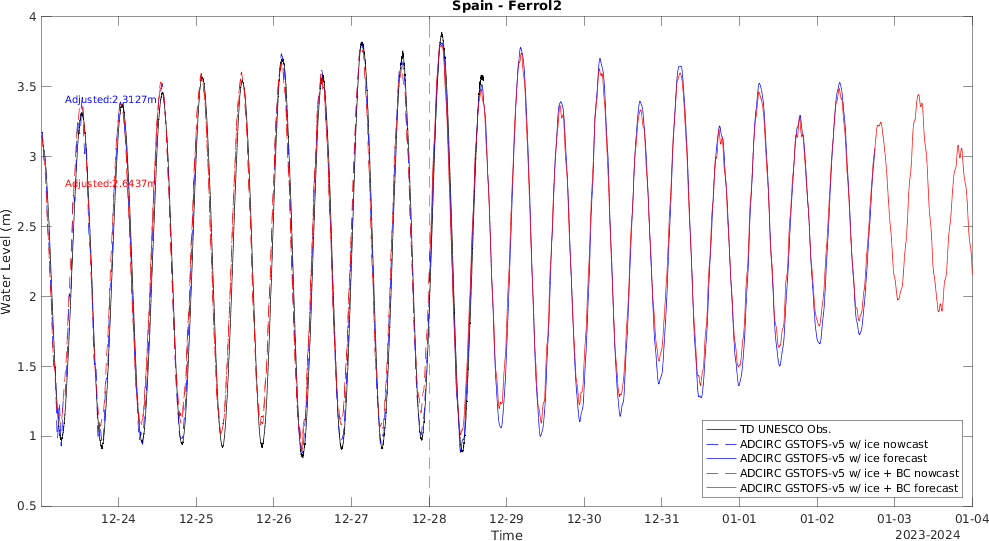 Spain - Ferrol2
4
3.5
3
2.5
2
1.5
1
0.5
Water Level (m)
Adjusted:2.3127m
Adjusted:2.6437m
TD UNESCO Obs.
ADCIRC GSTOFS-v5 w/ ice nowcast
ADCIRC GSTOFS-v5 w/ ice forecast
ADCIRC GSTOFS-v5 w/ ice + BC nowcast
ADCIRC GSTOFS-v5 w/ ice + BC forecast
12-24 12-25 12-26 12-27 12-28 12-29 12-30 12-31 01-01 01-02 01-03 01-04
Time
2023-2024